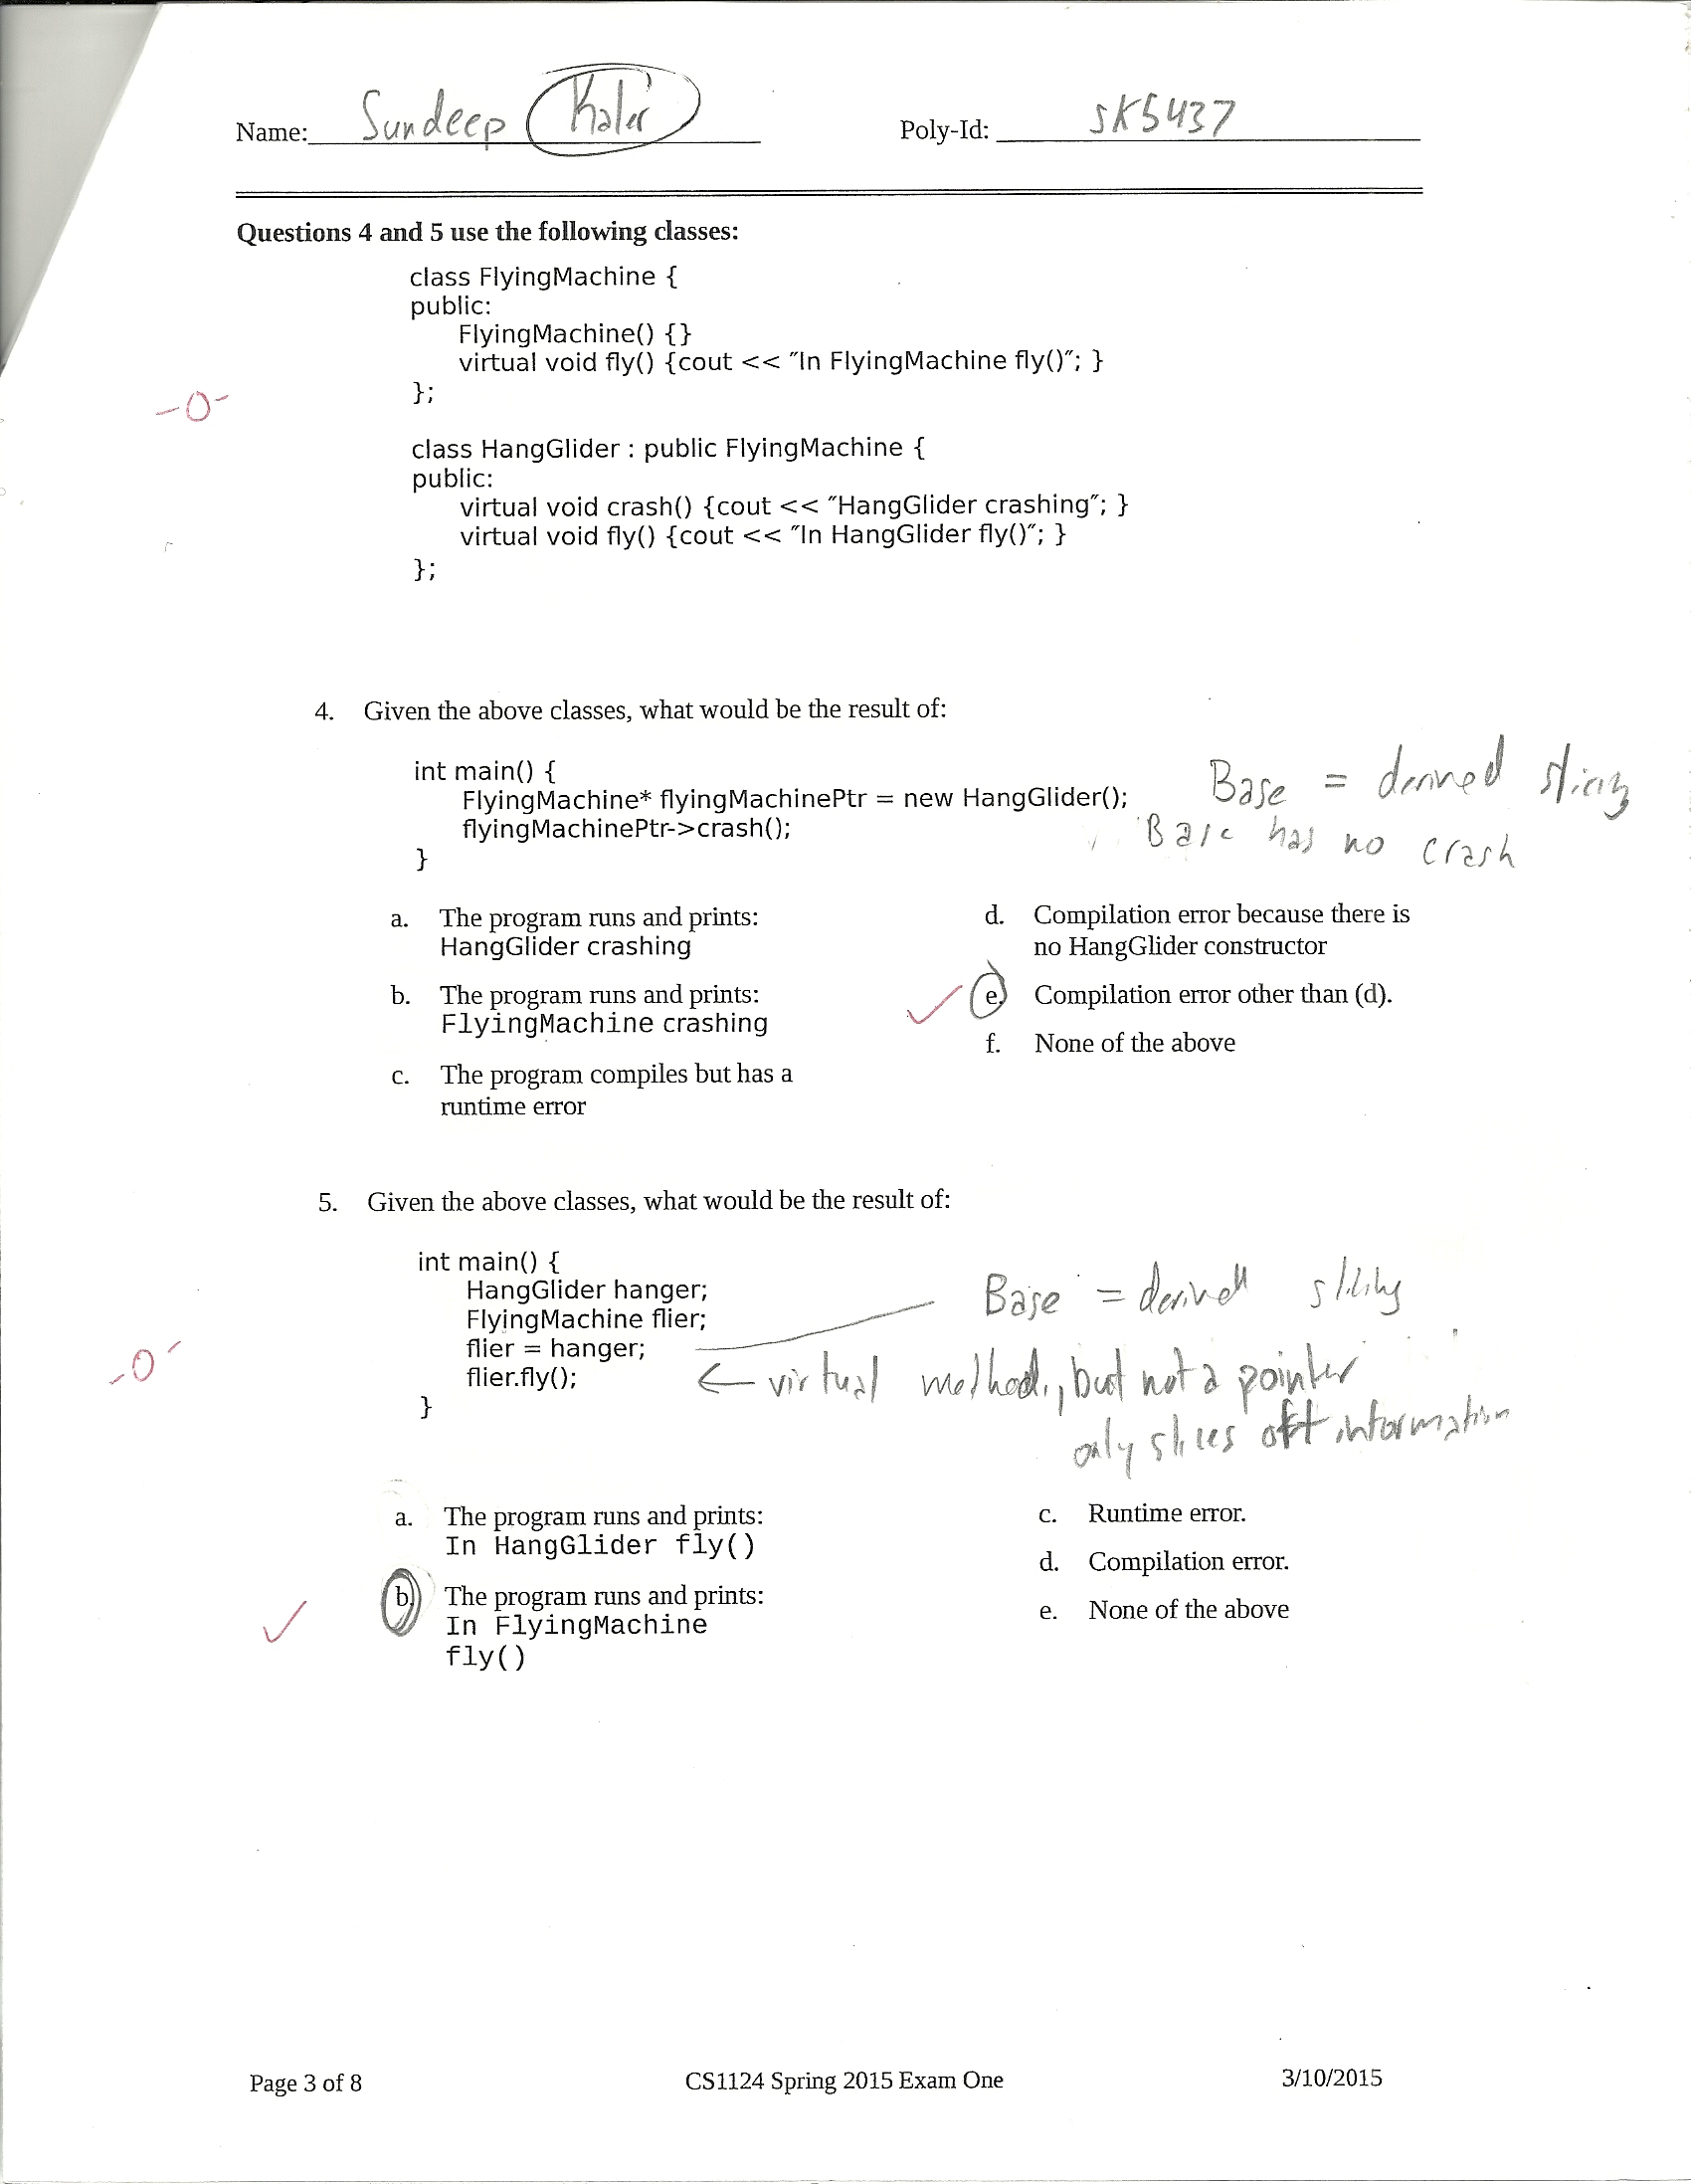 Name: Sundeep Kaler Poly-Id: SK5437
Questions 4 and 5 use the following classes:
class FlyingMachine {
public:
FlyingMachine() {}
virtual void fly() {cout << ″In FlyingMachine fly()″; }
};
-0-
class HangGlider : public FlyingMachine {
public:
virtual void crash() {cout << ″HangGlider crashing″; }
virtual void fly() {cout << ″In HangGlider fly()″; }
};
4. Given the above classes, what would be the result of:
int main() {
FlyingMachine* flyingMachinePtr = new HangGlider();
flyingMachinePtr->crash();
}
Base = derived slicing
Base has no crash
a. The program runs and prints:
HangGlider crashing
b. The program runs and prints:
FlyingMachine crashing
c. The program compiles but has a
runtime error
d. Compilation error because there is
no HangGlider constructor
e. Compilation error other than (d).
f. None of the above
5. Given the above classes, what would be the result of:
int main() {
HangGlider hanger;
FlyingMachine flier;
flier = hanger;
flier.fly();
}
Base = derived slicing
← virtual method, but not a pointer
only slices off information
-0-
a. The program runs and prints:
In HangGlider fly()
b. The program runs and prints:
In FlyingMachine
fly()
c. Runtime error.
d. Compilation error.
e. None of the above
Page 3 of 8 CS1124 Spring 2015 Exam One 3/10/2015